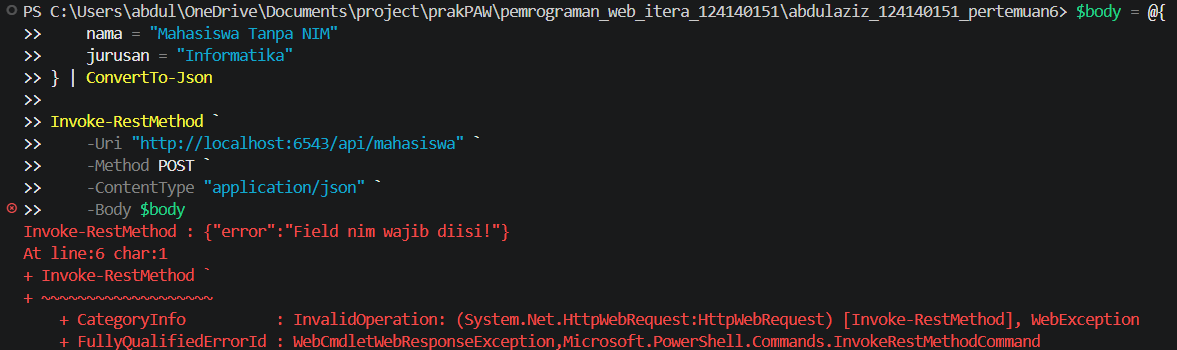 PS C:\Users\abdul\OneDrive\Documents\project\prakPAW\pemrograman_web_itera_124140151\abdulaziz_124140151_pertemuan6> $body = @{
>>     nama = "Mahasiswa Tanpa NIM"
>>     jurusan = "Informatika"
>> } | ConvertTo-Json
>>
>> Invoke-RestMethod `
>>     -Uri "http://localhost:6543/api/mahasiswa" `
>>     -Method POST `
>>     -ContentType "application/json" `
>>     -Body $body
Invoke-RestMethod : {"error":"Field nim wajib diisi!"}
At line:6 char:1
+ Invoke-RestMethod `
+ ~~~~~~~~~~~~~~~~~~~
    + CategoryInfo          : InvalidOperation: (System.Net.HttpWebRequest:HttpWebRequest) [Invoke-RestMethod], WebException
    + FullyQualifiedErrorId : WebCmdletWebResponseException,Microsoft.PowerShell.Commands.InvokeRestMethodCommand